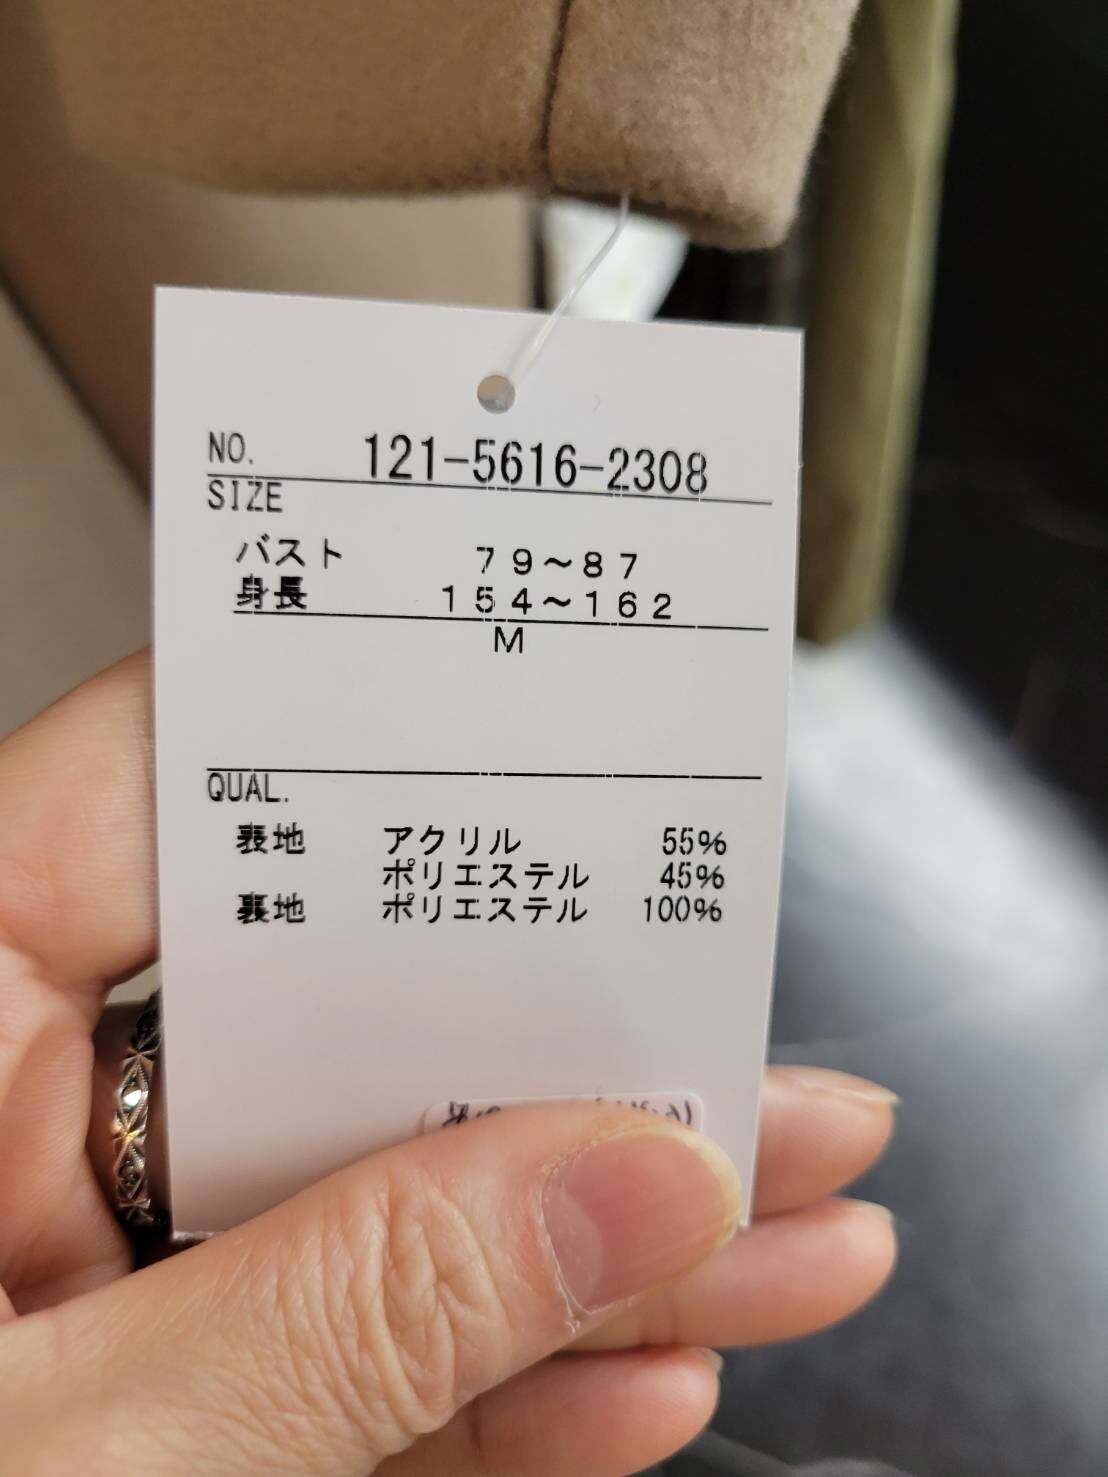 NO. 121-5616-2308
SIZE
バスト 79~87
身長 154~162
M
QUAL.
表地 アクリル 55%
ポリエステル 45%
裏地 ポリエステル 100%